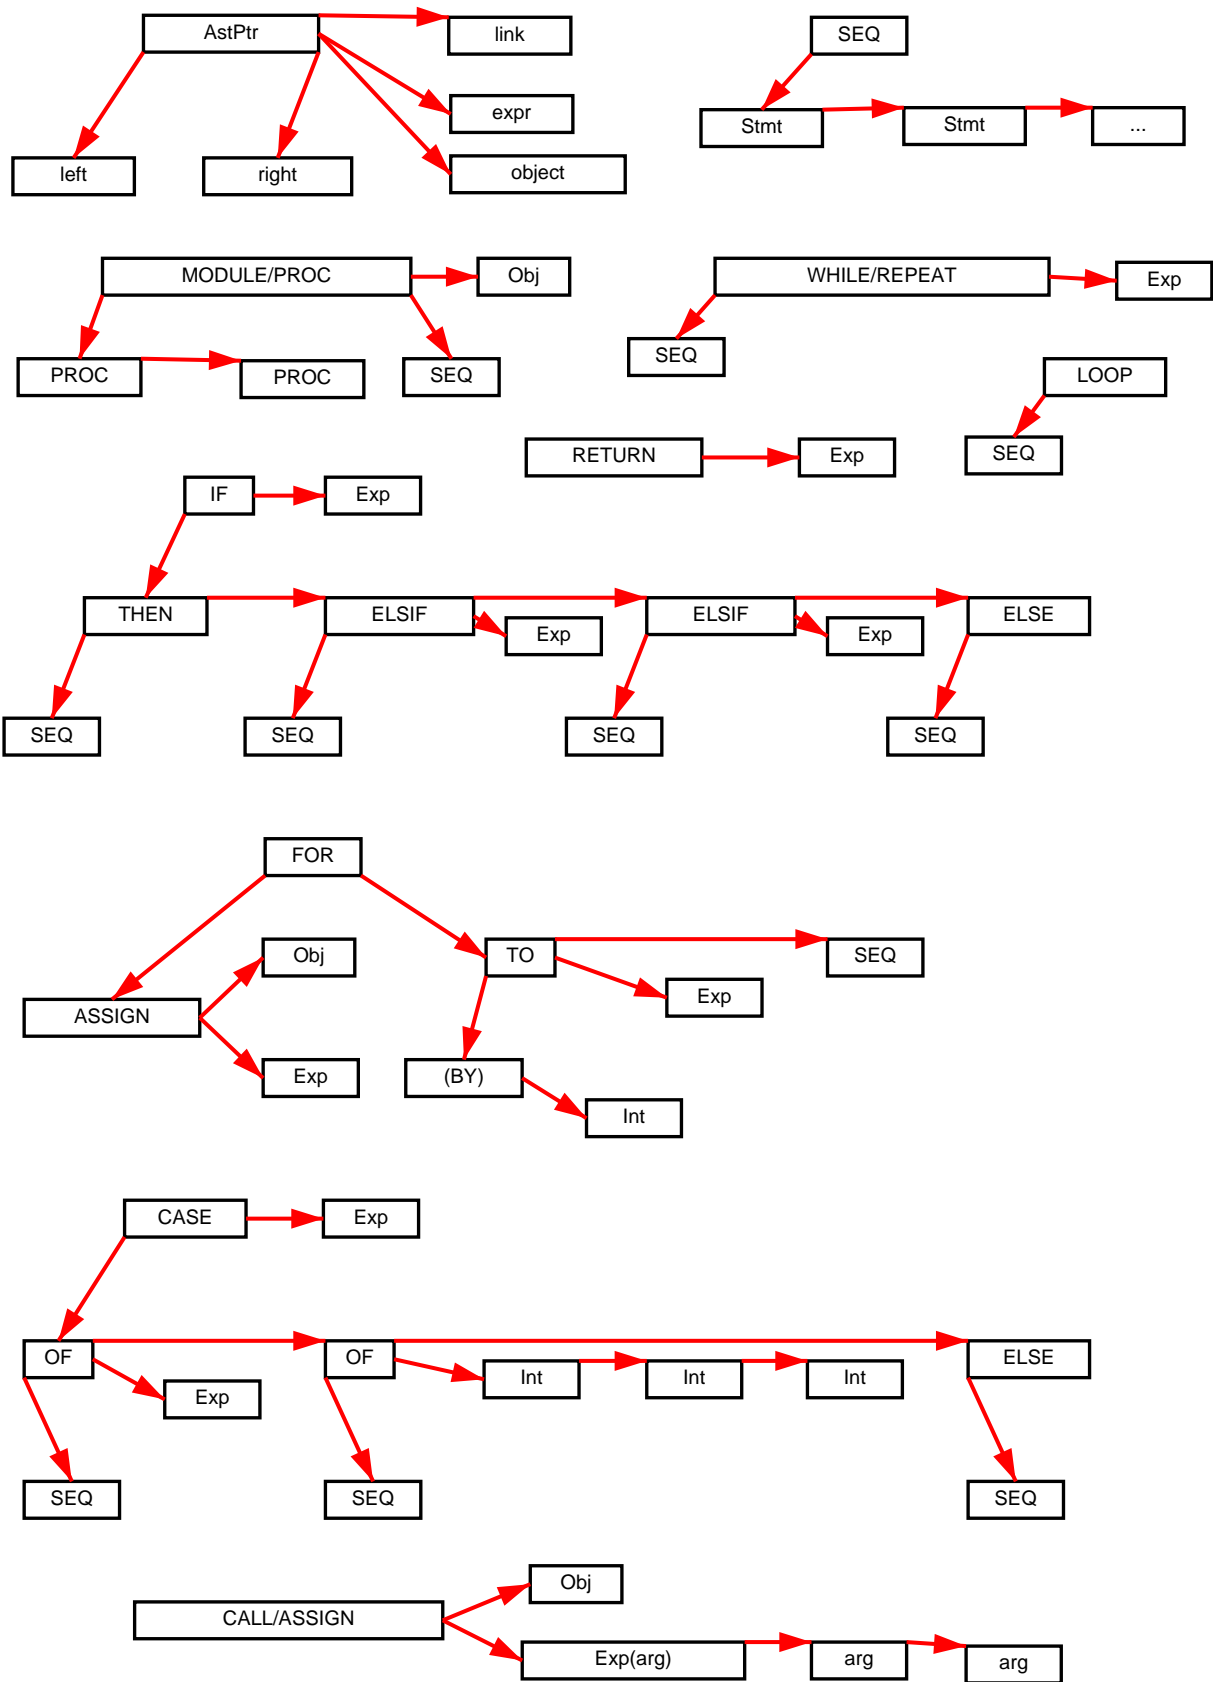 AstPtr
link
SEQ
expr
Stmt
Stmt
...
left
right
object
MODULE/PROC
Obj
WHILE/REPEAT
Exp
PROC
PROC
SEQ
SEQ
LOOP
RETURN
Exp
SEQ
IF
Exp
THEN
ELSIF
Exp
ELSIF
Exp
ELSE
SEQ
SEQ
SEQ
SEQ
FOR
Obj
TO
SEQ
Exp
ASSIGN
Exp
(BY)
Int
CASE
Exp
OF
Exp
OF
Int
Int
Int
ELSE
SEQ
SEQ
SEQ
Obj
CALL/ASSIGN
Exp(arg)
arg
arg